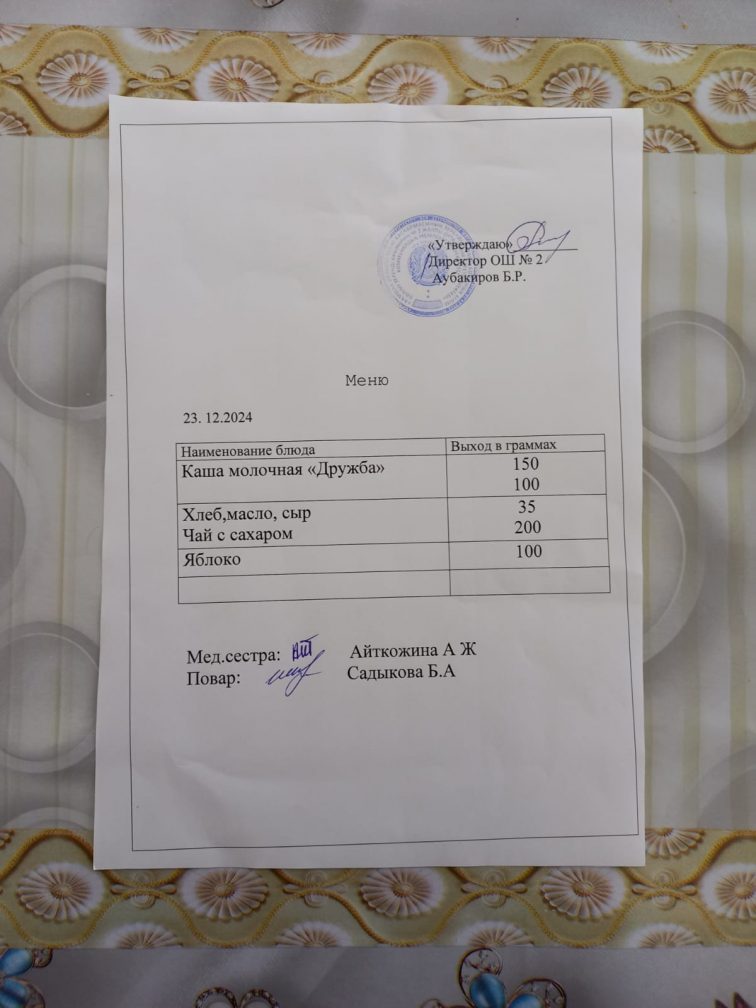 «Утверждаю»
Директор ОШ № 2
Аубакиров Б.Р.
Меню
23. 12.2024
Наименование блюда Выход в граммах
Каша молочная «Дружба» 150
100
Хлеб,масло, сыр 35
Чай с сахаром 200
Яблоко 100
Мед.сестра: Айткожина А Ж
Повар: Садыкова Б.А